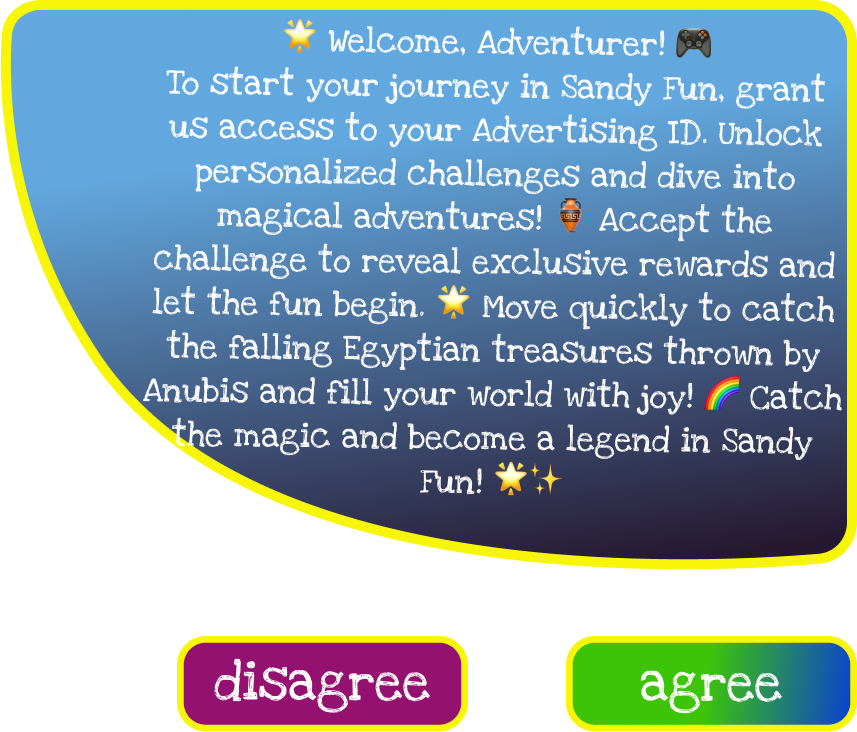 🌟 Welcome, Adventurer! 🎮
To start your journey in Sandy Fun, grant
us access to your Advertising ID. Unlock
personalized challenges and dive into
magical adventures! 🏺 Accept the
challenge to reveal exclusive rewards and
let the fun begin. 🌟 Move quickly to catch
the falling Egyptian treasures thrown by
Anubis and fill your world with joy! 🌈 Catch
the magic and become a legend in Sandy
Fun! 🌟✨
disagree
agree